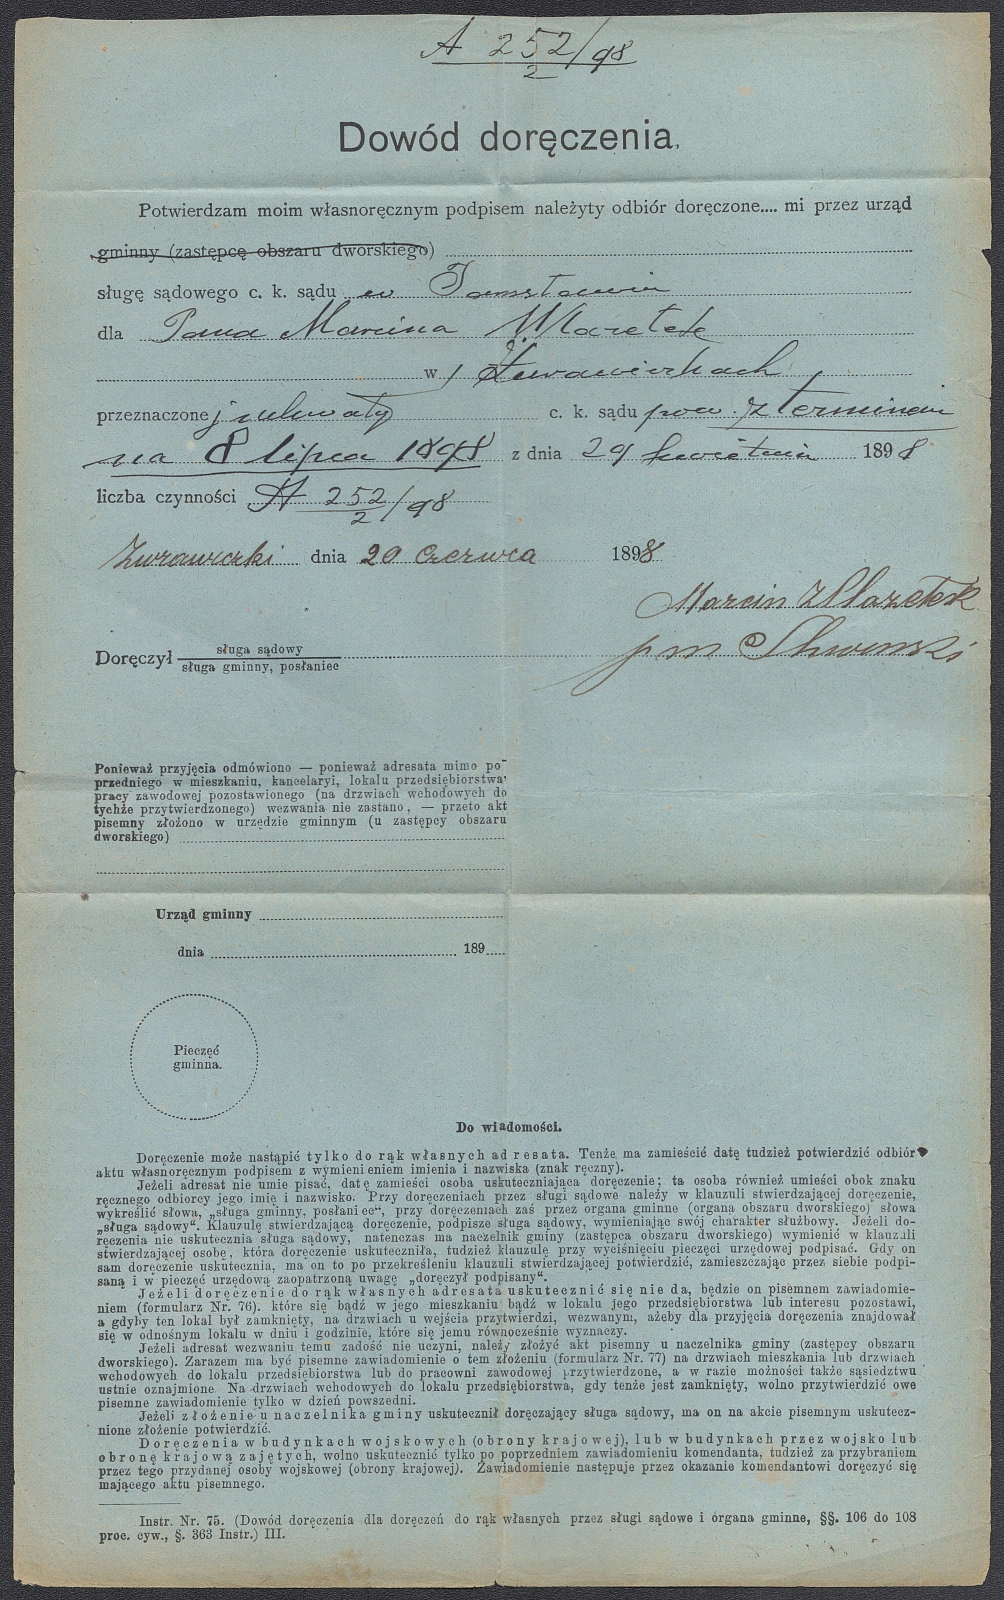 A 252/98
2
Dowód doręczenia.
Potwierdzam moim własnoręcznym podpisem należyty odbiór doręczone.... mi przez urząd
gminny (zastępcę obszaru dworskiego)
sługę sądowego c. k. sądu w
dla Pana Marcina
w Żurawiczkach
przeznaczonej uchwały c. k. sądu pow. z terminem
na 8 lipca 1898 z dnia 29 kwietnia 1898
liczba czynności A 252/98
2
Żurawiczki dnia 20 Czerwca 1898
Marcin
Doręczył sługa sądowy
sługa gminny, posłaniec
Ponieważ przyjęcia odmówiono — ponieważ adresata mimo po-
przedniego w mieszkaniu, kancelaryi, lokalu przedsiębiorstwa,
pracy zawodowej pozostawionego (na drzwiach wchodowych do
tychże przytwierdzonego) wezwania nie zastano, — przeto akt
pisemny złożono w urzędzie gminnym (u zastępcy obszaru
dworskiego)
Urząd gminny
dnia 189
Pieczęć
gminna.
Do wiadomości.
Doręczenie może nastąpić tylko do rąk własnych adresata. Tenże ma zamieścić datę tudzież potwierdzić odbiór
aktu własnoręcznym podpisem z wymienieniem imienia i nazwiska (znak ręczny).
Jeżeli adresat nie umie pisać, datę zamieści osoba uskuteczniająca doręczenie; ta osoba również umieści obok znaku
ręcznego odbiorcy jego imię i nazwisko. Przy doręczeniach przez sługi sądowe należy w klauzuli stwierdzającej doręczenie,
wykreślić słowa, „sługa gminny, posłaniec“, przy doręczeniach zaś przez organa gminne (organa obszaru dworskiego) słowa
„sługa sądowy“. Klauzulę stwierdzającą doręczenie, podpisze sługa sądowy, wymieniając swój charakter służbowy. Jeżeli do-
ręczenia nie uskutecznia sługa sądowy, natenczas ma naczelnik gminy (zastępca obszaru dworskiego) wymienić w klauzuli
stwierdzającej osobę, która doręczenie uskuteczniła, tudzież klauzulę przy wyciśnięciu pieczęci urzędowej podpisać. Gdy on
sam doręczenie uskutecznia, ma on to po przekreśleniu klauzuli stwierdzającej potwierdzić, zamieszczając przez siebie podpi-
saną i w pieczęć urzędową zaopatrzoną uwagę „doręczył podpisany“.
Jeżeli doręczenie do rąk własnych adresata uskutecznić się nie da, będzie on pisemnem zawiadomie-
niem (formularz Nr. 76). które się bądź w jego mieszkaniu bądź w lokalu jego przedsiębiorstwa lub interesu pozostawi,
a gdyby ten lokal był zamknięty, na drzwiach u wejścia przytwierdzi, wezwanym, ażeby dla przyjęcia doręczenia znajdował
się w odnośnym lokalu w dniu i godzinie, które się jemu równocześnie wyznaczy.
Jeżeli adresat wezwaniu temu zadość nie uczyni, należy złożyć akt pisemny u naczelnika gminy (zastępcy obszaru
dworskiego). Zarazem ma być pisemne zawiadomienie o tem złożeniu (formularz Nr. 77) na drzwiach mieszkania lub drzwiach
wchodowych do lokalu przedsiębiorstwa lub do pracowni zawodowej przytwierdzone, a w razie możności także sąsiedztwu
ustnie oznajmione. Na drzwiach wchodowych do lokalu przedsiębiorstwa, gdy tenże jest zamknięty, wolno przytwierdzić owe
pisemne zawiadomienie tylko w dzień powszedni.
Jeżeli złożenie u naczelnika gminy uskutecznił doręczający sługa sądowy, ma on na akcie pisemnym uskutecz-
nione złożenie potwierdzić.
Doręczenia w budynkach wojskowych (obrony krajowej), lub w budynkach przez wojsko lub
obronę krajową zajętych, wolno uskutecznić tylko po poprzedniem zawiadomieniu komendanta, tudzież za przybraniem
przez tego przydanej osoby wojskowej (obrony krajowej). Zawiadomienie następuje przez okazanie komendantowi doręczyć się
mającego aktu pisemnego.
Instr. Nr. 75. (Dowód doręczenia dla doręczeń do rąk własnych przez sługi sądowe i organa gminne, §§. 106 do 108
proc. cyw., §. 363 Instr.) III.